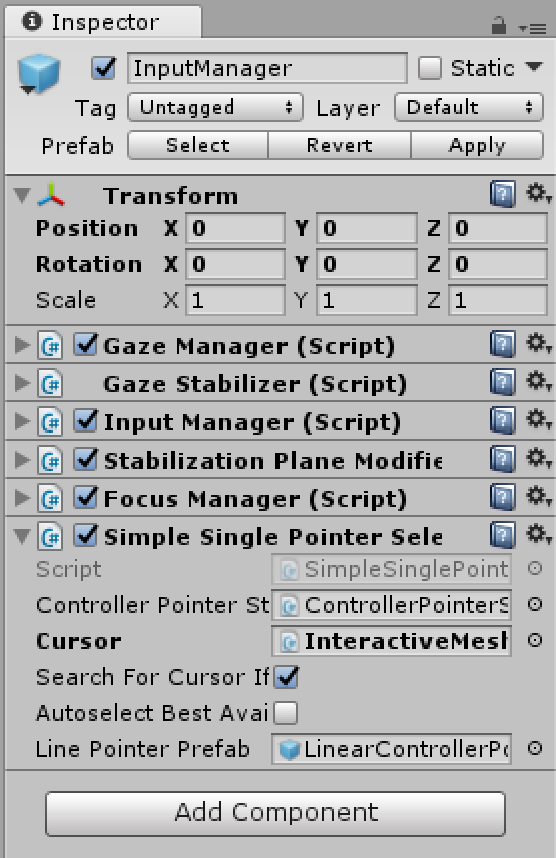 Inspector
InputManager Static
Tag Untagged Layer Default
Prefab Select Revert Apply
Transform
Position X 0 Y 0 Z 0
Rotation X 0 Y 0 Z 0
Scale X 1 Y 1 Z 1
Gaze Manager (Script)
Gaze Stabilizer (Script)
Input Manager (Script)
Stabilization Plane Modifie
Focus Manager (Script)
Simple Single Pointer Sele
Script SimpleSinglePoint
Controller Pointer St ControllerPointerS
Cursor InteractiveMesh
Search For Cursor If
Autoselect Best Avai
Line Pointer Prefab LinearControllerPo
Add Component